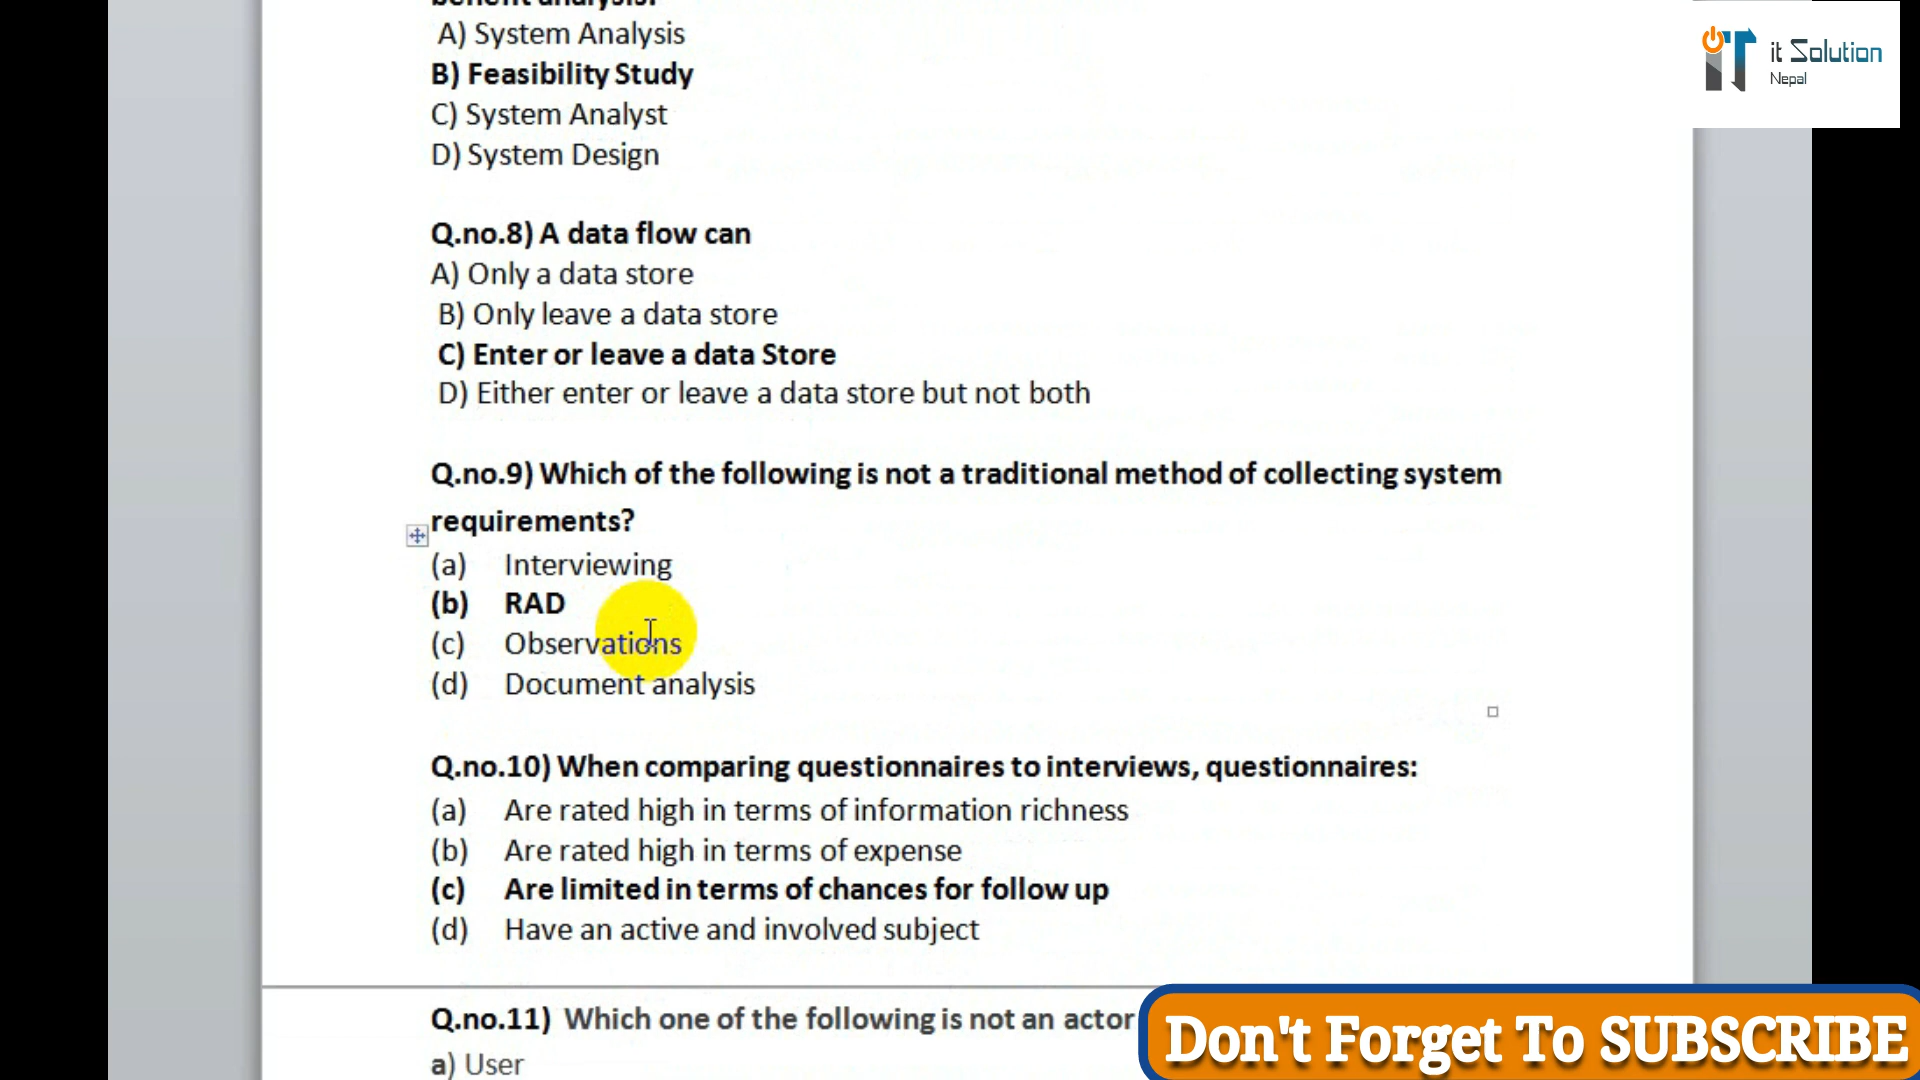 benefit analysis?
A) System Analysis
B) Feasibility Study
C) System Analyst
D) System Design
Q.no.8) A data flow can
A) Only a data store
B) Only leave a data store
C) Enter or leave a data Store
D) Either enter or leave a data store but not both
Q.no.9) Which of the following is not a traditional method of collecting system
requirements?
(a) Interviewing
(b) RAD
(c) Observations
(d) Document analysis
Q.no.10) When comparing questionnaires to interviews, questionnaires:
(a) Are rated high in terms of information richness
(b) Are rated high in terms of expense
(c) Are limited in terms of chances for follow up
(d) Have an active and involved subject
Q.no.11) Which one of the following is not an actor
a) User
iT it Solution
Nepal
Don't Forget To SUBSCRIBE